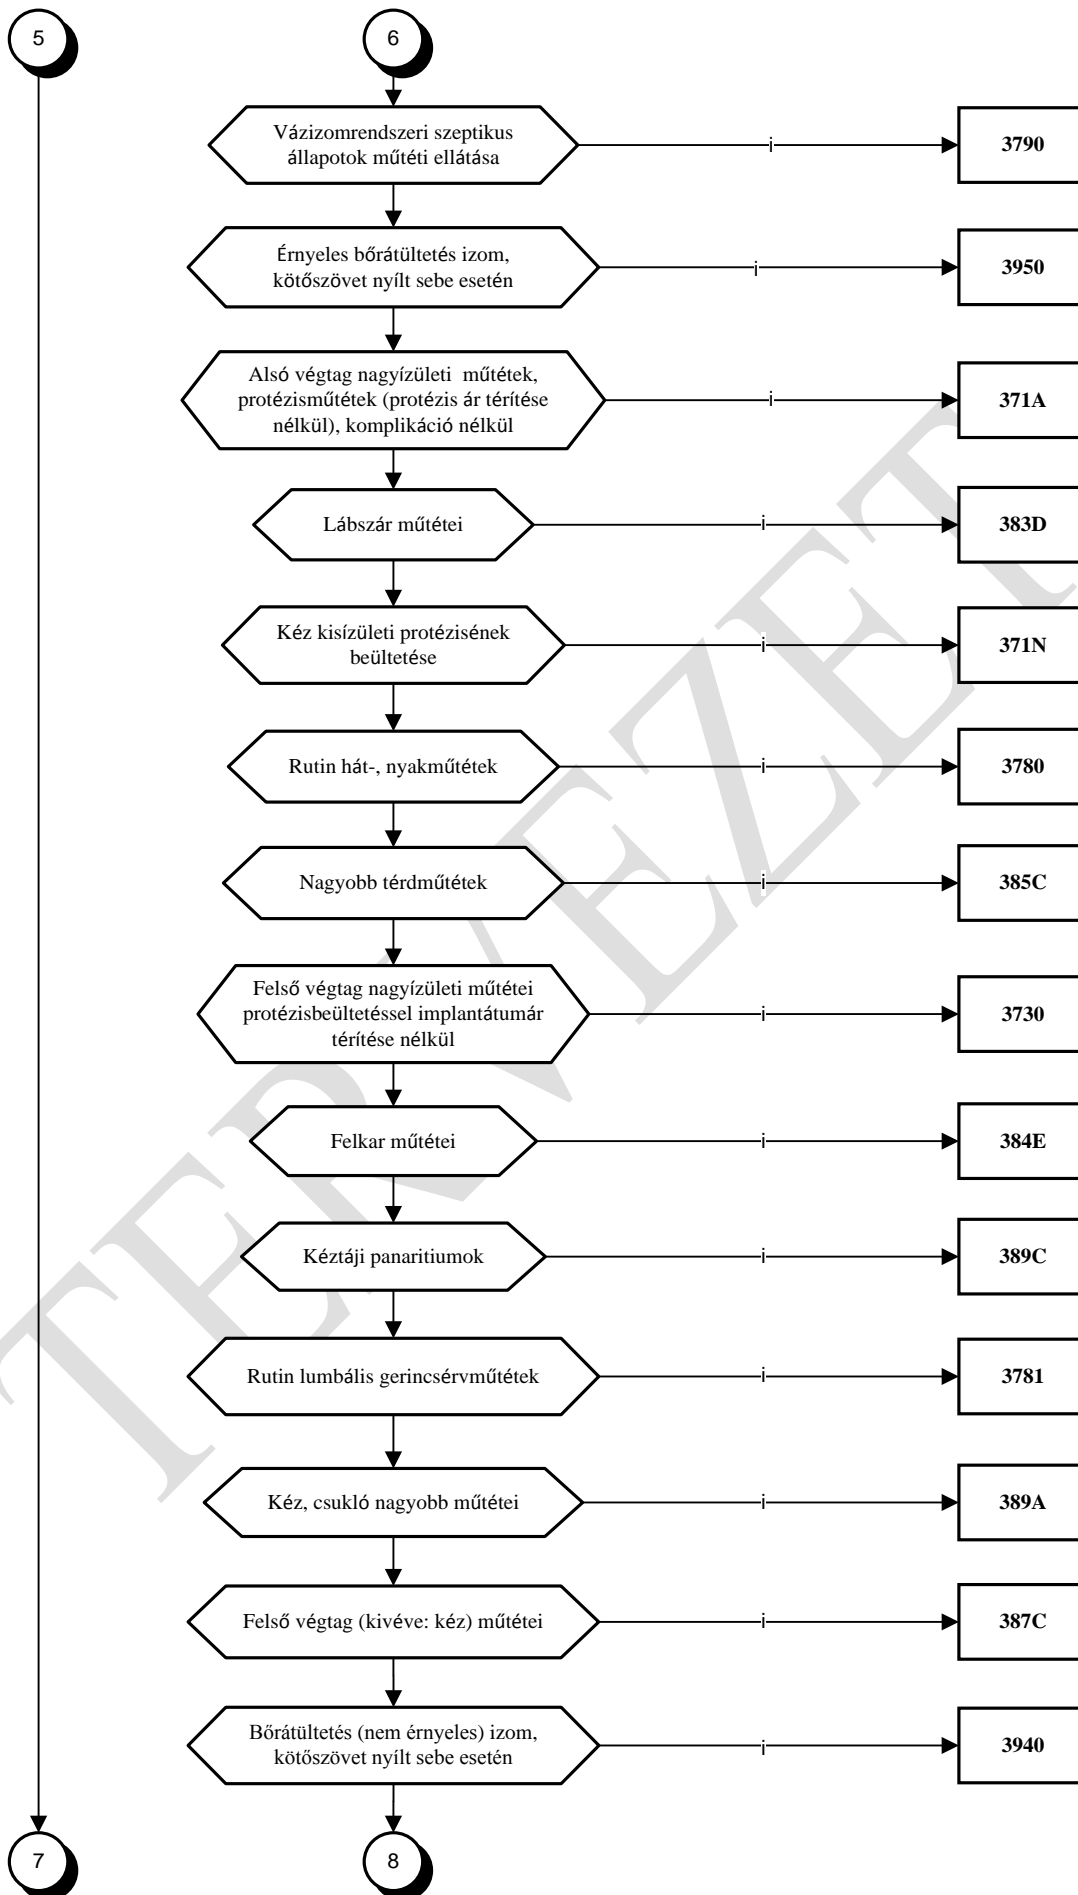 5
6
Vázizomrendszeri szeptikus
állapotok műtéti ellátása
i
3790
Érnyeles bőrátültetés izom,
kötőszövet nyílt sebe esetén
i
3950
Alsó végtag nagyízületi műtétek,
protézisműtétek (protézis ár térítése
nélkül), komplikáció nélkül
i
371A
Lábszár műtétei
i
383D
Kéz kisízületi protézisének
beültetése
i
371N
Rutin hát-, nyakműtétek
i
3780
Nagyobb térdműtétek
i
385C
Felső végtag nagyízületi műtétei
protézisbeültetéssel implantátumár
térítése nélkül
i
3730
Felkar műtétei
i
384E
Kéztáji panaritiumok
i
389C
Rutin lumbális gerincsérvműtétek
i
3781
Kéz, csukló nagyobb műtétei
i
389A
Felső végtag (kivéve: kéz) műtétei
i
387C
Bőrátültetés (nem érnyeles) izom,
kötőszövet nyílt sebe esetén
i
3940
7
8
TERVEZET